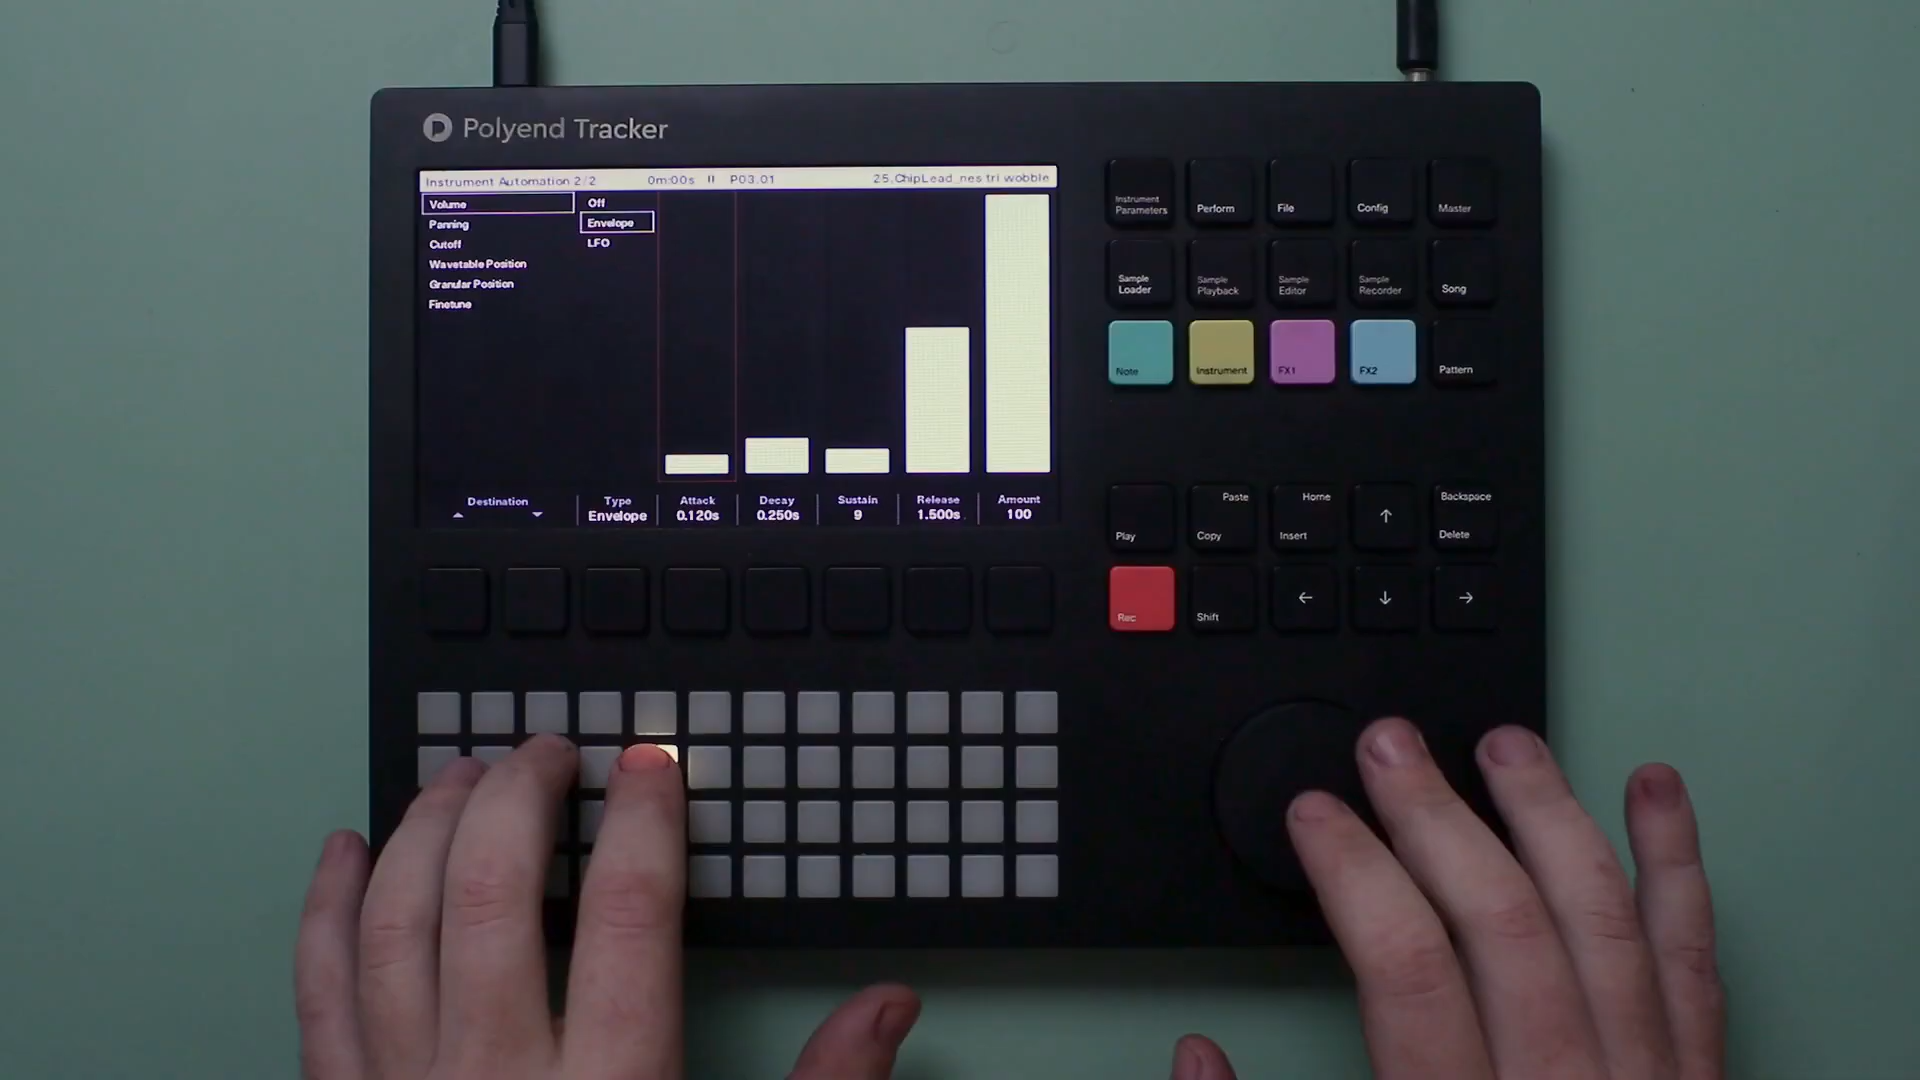 Polyend Tracker
Instrument Automation 2/2 0m:00s P03.01 25_ChipLead_nes tri wobble
Volume
Panning
Cutoff
Wavetable Position
Granular Position
Finetune
Off
Envelope
LFO
Destination
Type
Envelope
Attack
0.120s
Decay
0.250s
Sustain
9
Release
1.500s
Amount
100
Instrument
Parameters
Perform
File
Config
Master
Sample
Loader
Sample
Playback
Sample
Editor
Sample
Recorder
Song
Note
Instrument
FX1
FX2
Pattern
Play
Paste
Copy
Home
Insert
↑
Backspace
Delete
Rec
Shift
←
↓
→